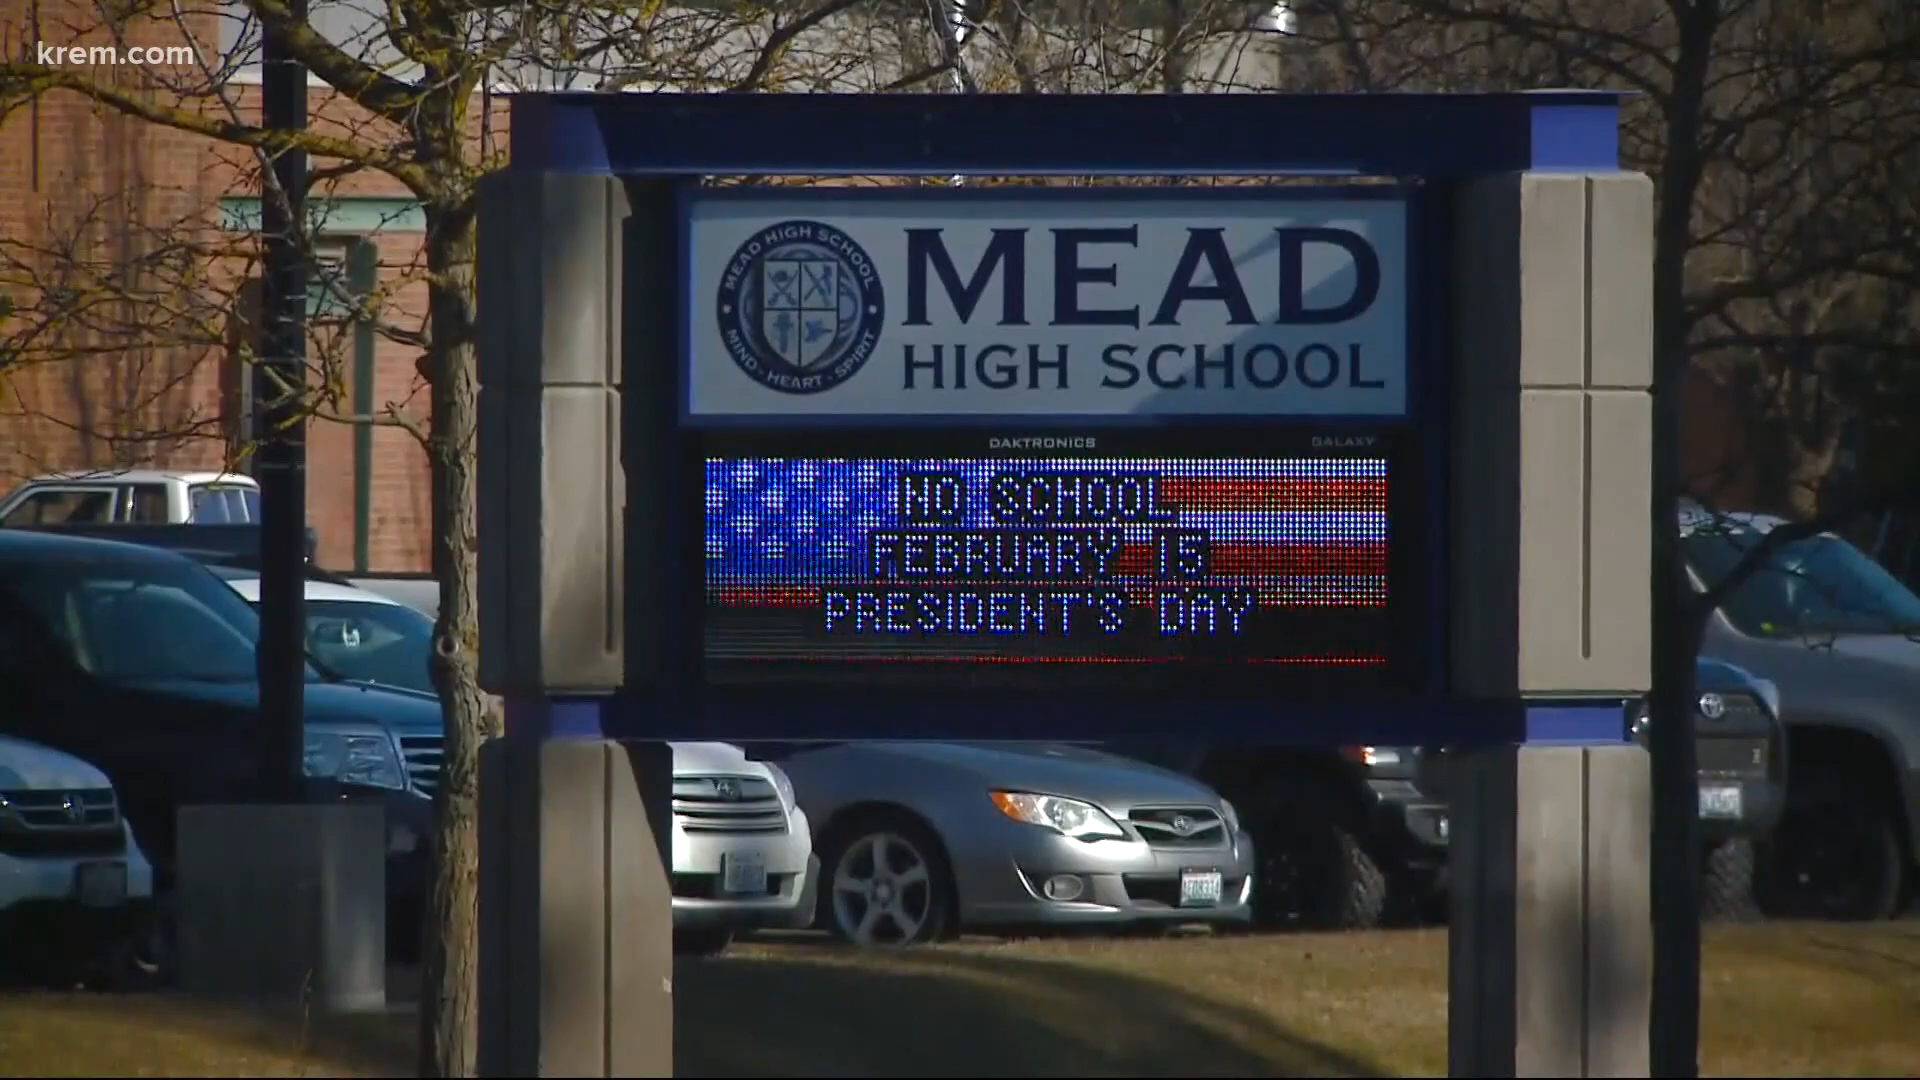 krem.com
MEAD HIGH SCHOOL
MIND · HEART · SPIRIT
MEAD
HIGH SCHOOL
DAKTRONICS GALAXY
NO SCHOOL
FEBRUARY 15
PRESIDENT'S DAY